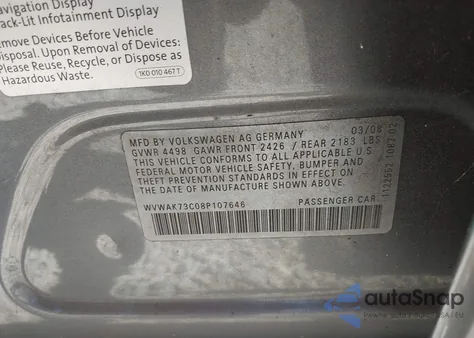 avigation Display
ack-Lit Infotainment Display
move Devices Before Vehicle
Disposal. Upon Removal of Devices:
Please Reuse, Recycle, or Dispose as
Hazardous Waste.
1K0 010 467 T
MFD BY VOLKSWAGEN AG GERMANY 03/08
GVWR 4498 GAWR FRONT 2426 / REAR 2183 LBS
THIS VEHICLE CONFORMS TO ALL APPLICABLE U.S.
FEDERAL MOTOR VEHICLE SAFETY, BUMPER AND
THEFT PREVENTION STANDARDS IN EFFECT ON
THE DATE OF MANUFACTURE SHOWN ABOVE.
WVWAK73C08P107646 PASSENGER CAR
autoSnap